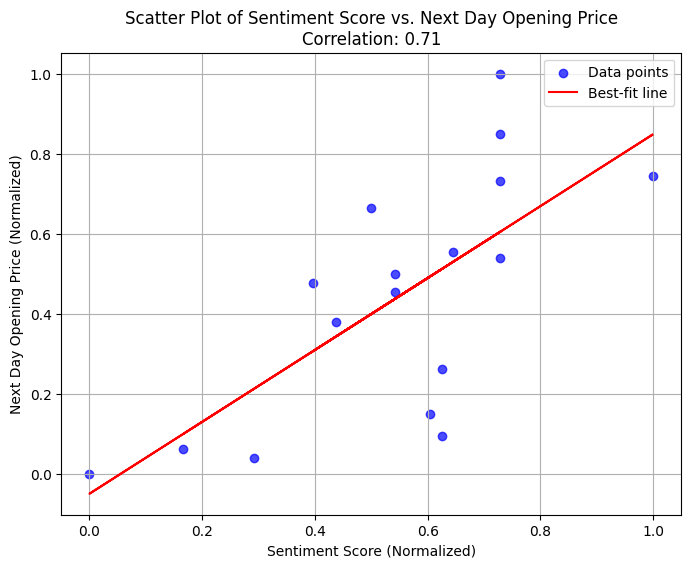 Scatter Plot of Sentiment Score vs. Next Day Opening Price
Correlation: 0.71
Data points
Best-fit line
Next Day Opening Price (Normalized)
1.0
0.8
0.6
0.4
0.2
0.0
0.0 0.2 0.4 0.6 0.8 1.0
Sentiment Score (Normalized)